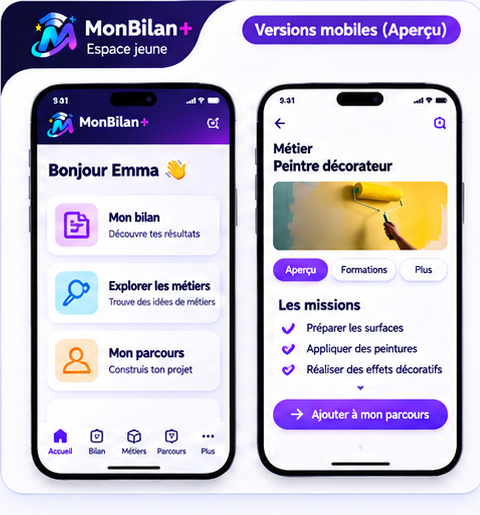 MonBilan+
Espace jeune
Versions mobiles (Aperçu)
9:31
MonBilan+
Bonjour Emma 👋
Mon bilan
Découvre tes résultats
Explorer les métiers
Trouve des idées de métiers
Mon parcours
Construis ton projet
Accueil
Bilan
Métiers
Parcours
Plus
9:31
Métier
Peintre décorateur
Aperçu
Formations
Plus
Les missions
Préparer les surfaces
Appliquer des peintures
Réaliser des effets décoratifs
Ajouter à mon parcours